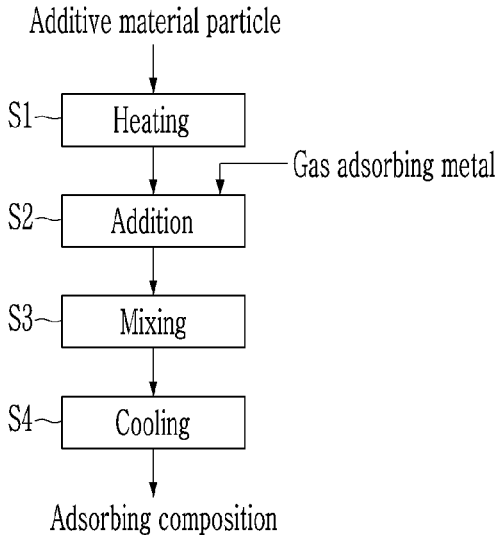 Additive material particle
S1
Heating
Gas adsorbing metal
S2
Addition
S3
Mixing
S4
Cooling
Adsorbing composition